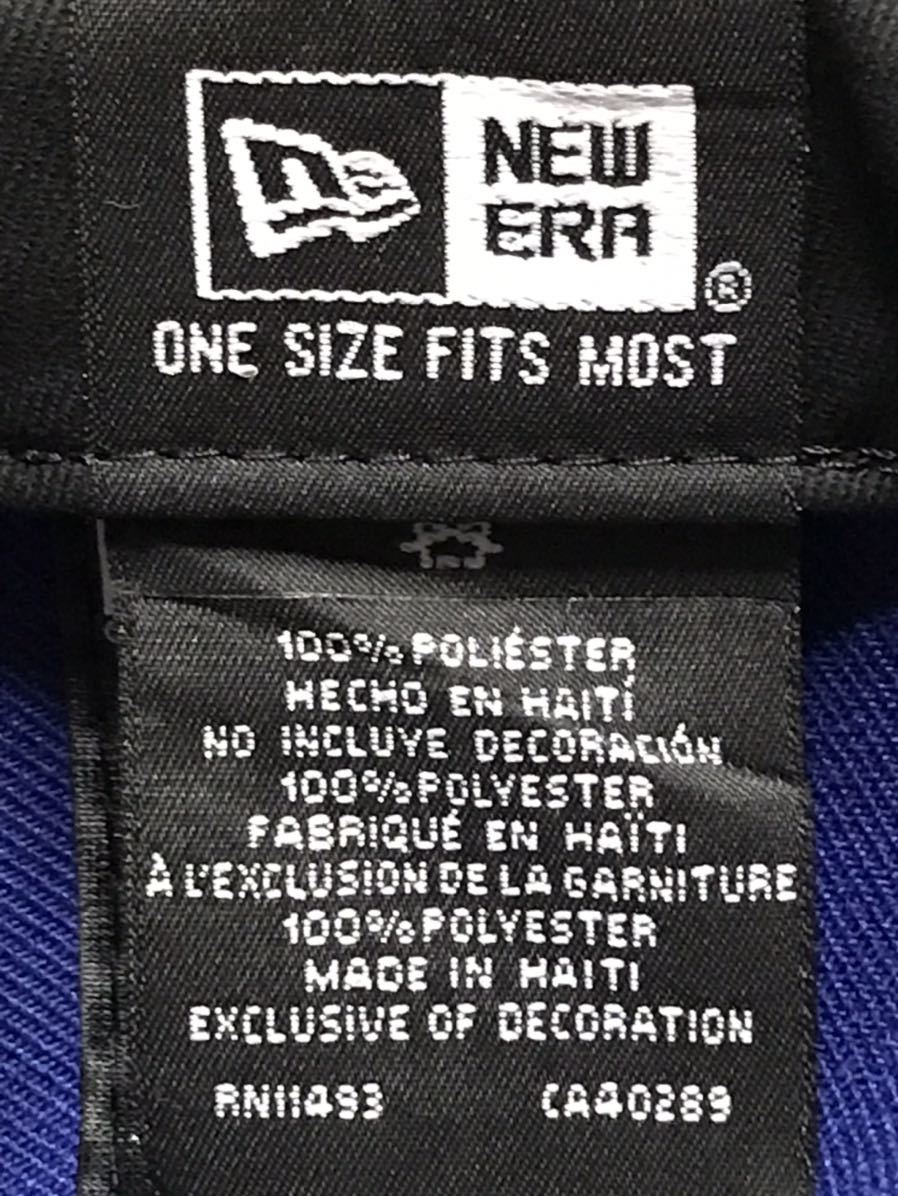 NEW
ERA
®
ONE SIZE FITS MOST
100% POLIÉSTER
HECHO EN HAITÍ
NO INCLUYE DECORACIÓN
100% POLYESTER
FABRIQUÉ EN HAÏTI
À L'EXCLUSION DE LA GARNITURE
100% POLYESTER
MADE IN HAITI
EXCLUSIVE OF DECORATION
RN11493 CA40289